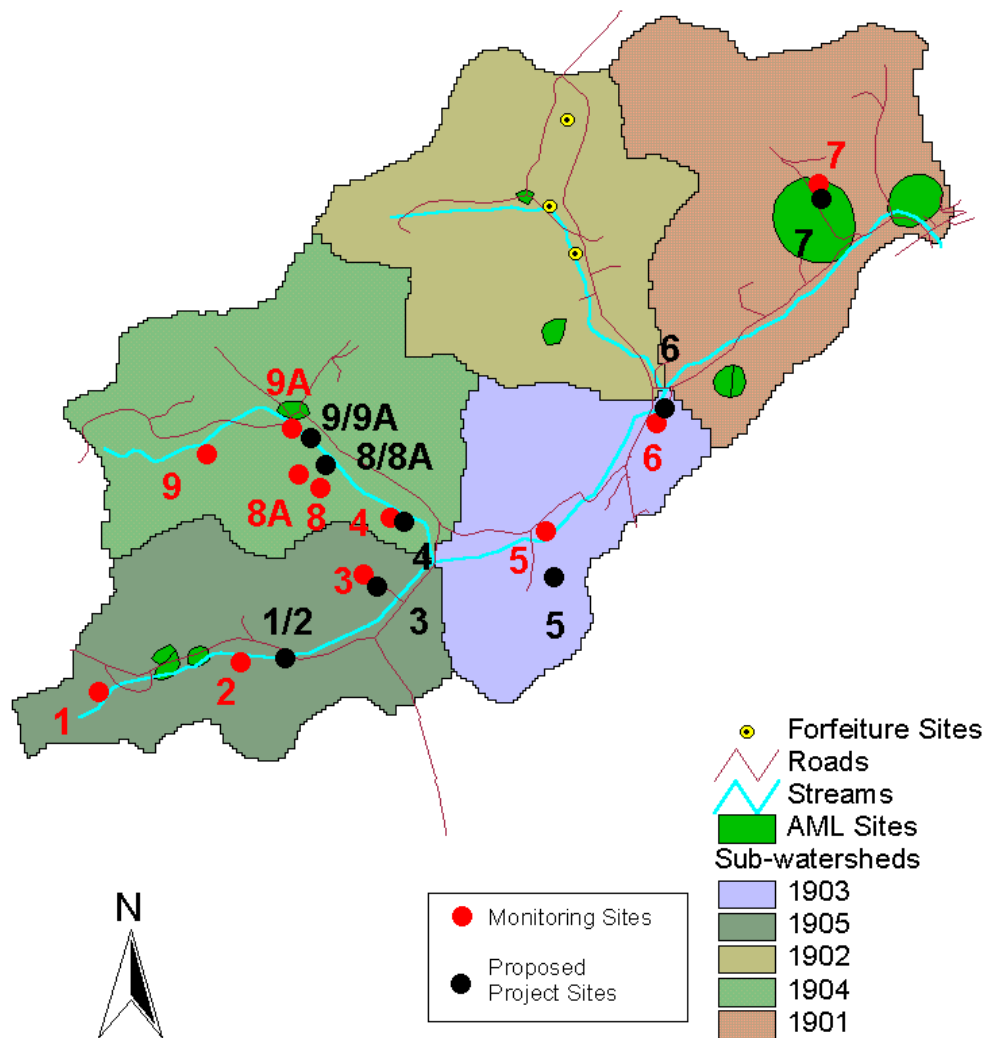 7
7
6
9A
9/9A
8/8A
6
9
8A
8
4
5
4
3
5
1/2
3
2
1
Forfeiture Sites
Roads
Streams
AML Sites
Sub-watersheds
1903
1905
1902
1904
1901
N
Monitoring Sites
Proposed
Project Sites